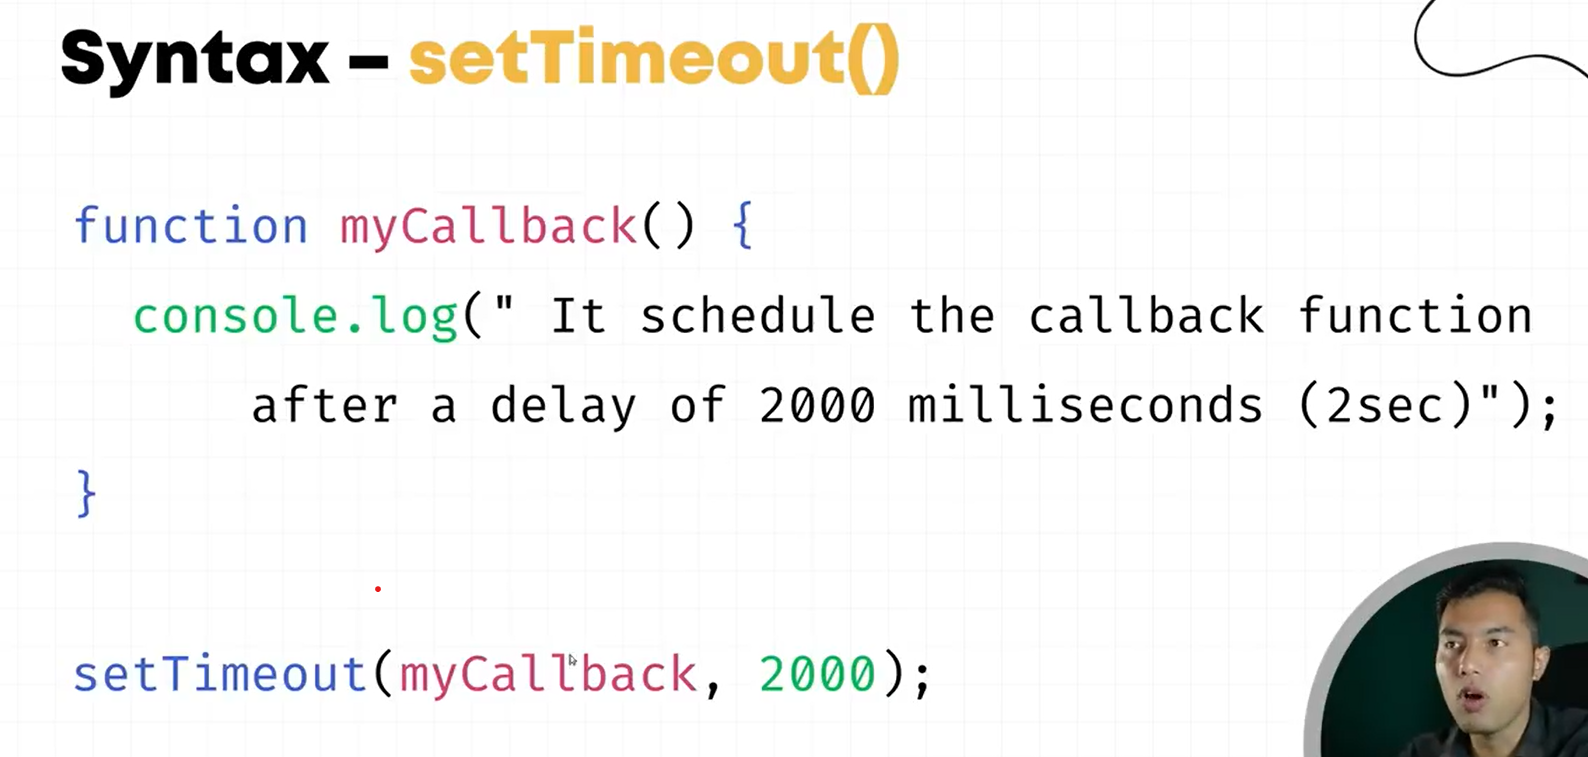 Syntax – setTimeout()
function myCallback() {
console.log(" It schedule the callback function
after a delay of 2000 milliseconds (2sec)");
}
setTimeout(myCallback, 2000);